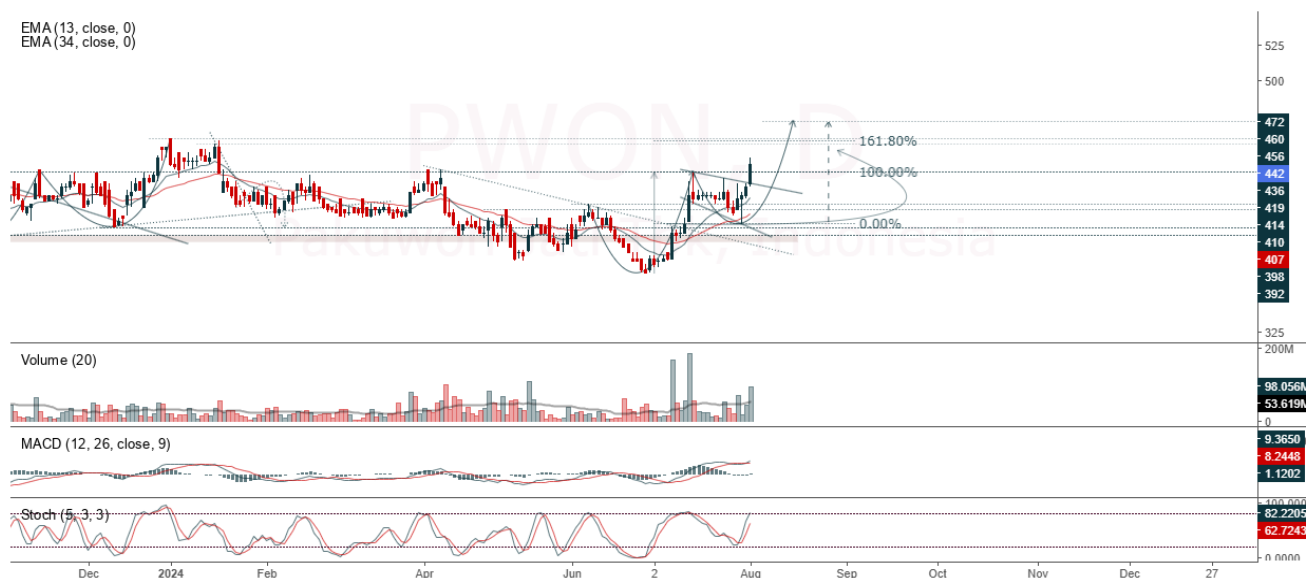 EMA (13, close, 0)
EMA (34, close, 0)
PWON, D
Pakuwon Jati Tbk, Indonesia
525
500
472
460
456
442
436
419
414
410
407
398
392
325
161.80%
100.00%
0.00%
Volume (20)
200M
98.056M
53.619M
0
MACD (12, 26, close, 9)
9.3650
8.2448
1.1202
Stoch (5, 3, 3)
100.0000
82.2205
62.7243
0.0000
Dec
2024
Feb
Apr
Jun
2
Aug
Sep
Oct
Nov
Dec
27